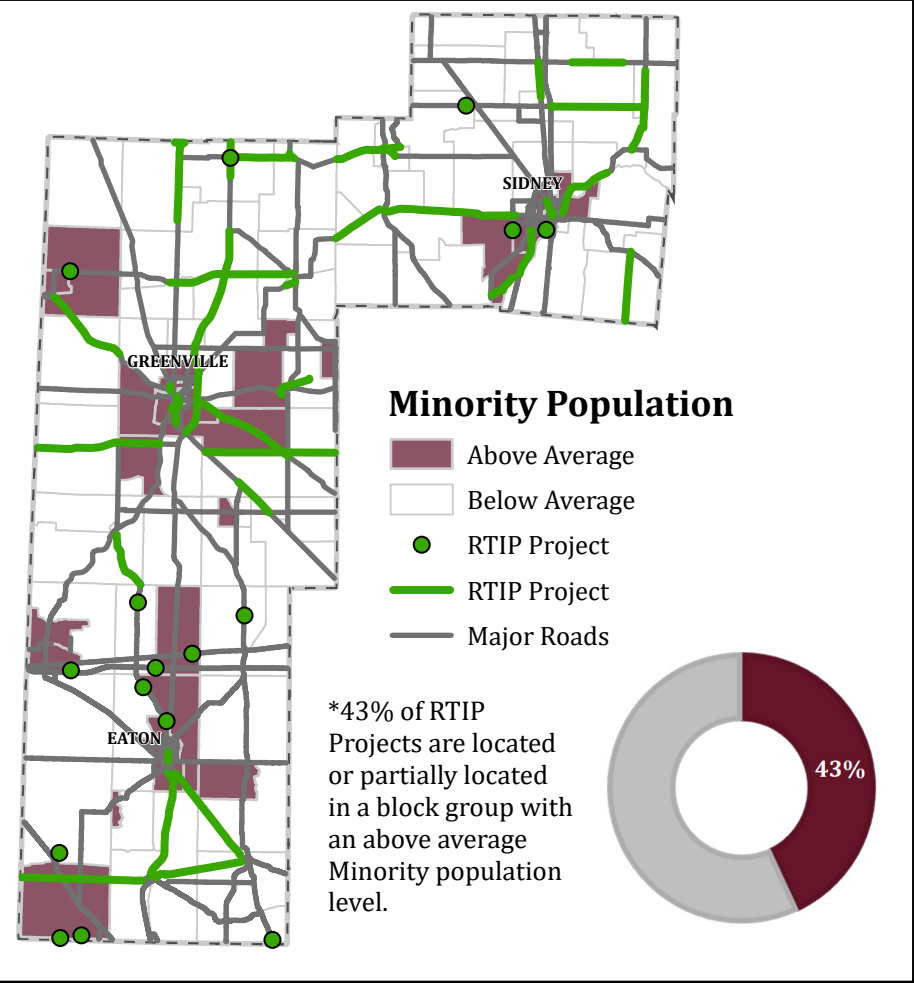 SIDNEY
GREENVILLE
Minority Population
Above Average
Below Average
RTIP Project
RTIP Project
Major Roads
*43% of RTIP
Projects are located
or partially located
in a block group with
an above average
Minority population
level.
43%
EATON